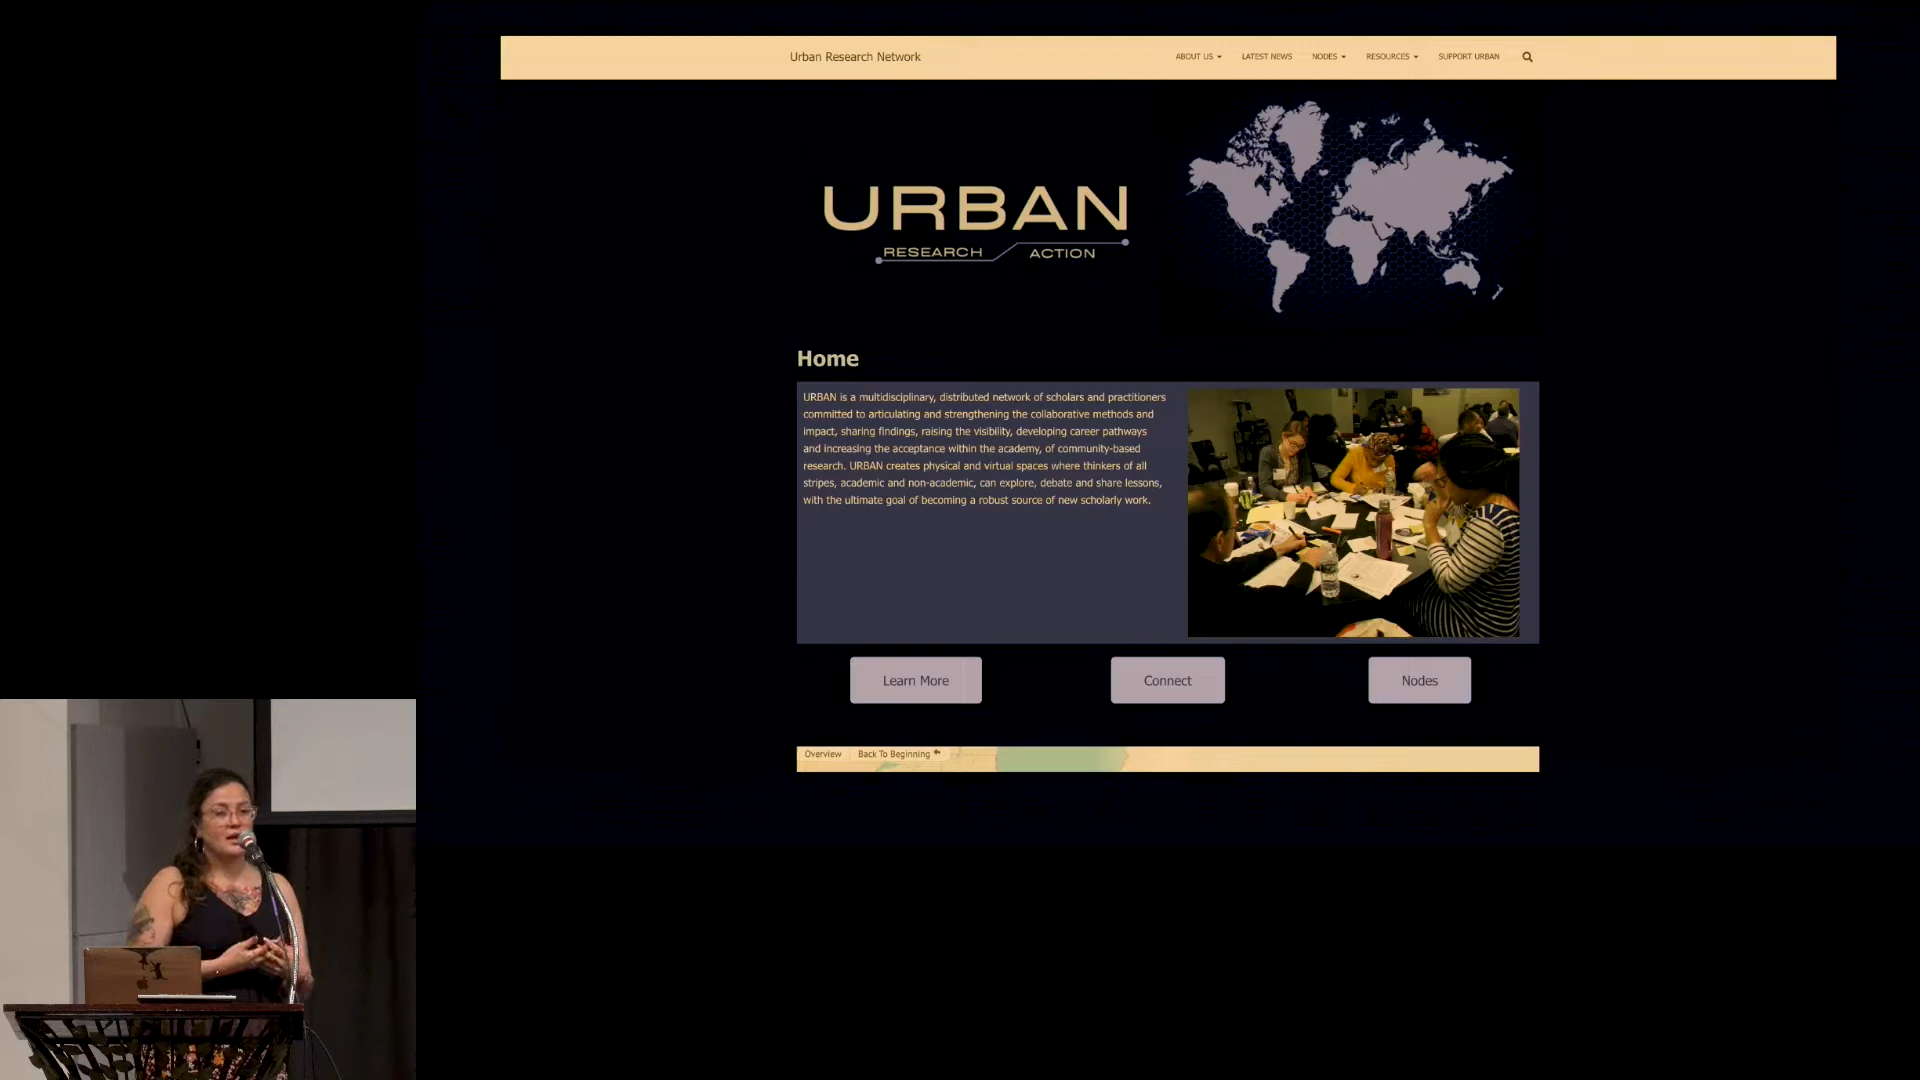 Urban Research Network
ABOUT US
LATEST NEWS
NODES
RESOURCES
SUPPORT URBAN
URBAN
RESEARCH
ACTION
Home
URBAN is a multidisciplinary, distributed network of scholars and practitioners
committed to articulating and strengthening the collaborative methods and
impact, sharing findings, raising the visibility, developing career pathways
and increasing the acceptance within the academy, of community-based
research. URBAN creates physical and virtual spaces where thinkers of all
stripes, academic and non-academic, can explore, debate and share lessons,
with the ultimate goal of becoming a robust source of new scholarly work.
Learn More
Connect
Nodes
Overview
Back To Beginning